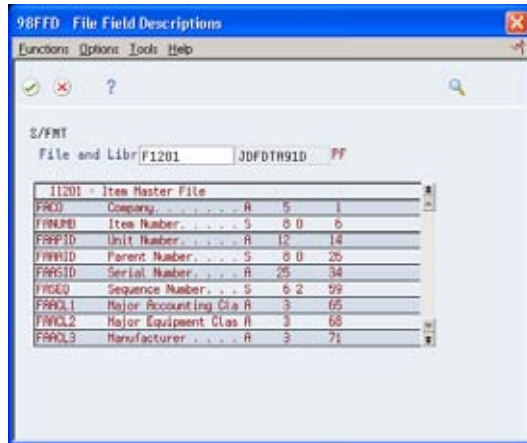 98FFD File Field Descriptions
Functions Options Tools Help
?
S/FMT
File and Libr F1201 JDFDTA91D PF
I1201 - Item Master File
FACO Company. . . . . . . A 5 1
FANUMB Item Number. . . . . S 8 0 6
FAAPID Unit Number. . . . . A 12 14
FAAAID Parent Number. . . . S 8 0 26
FAASID Serial Number. . . . A 25 34
FASEQ Sequence Number. . . S 6 2 59
FAACL1 Major Accounting Cla A 3 65
FAACL2 Major Equipment Clas A 3 68
FAACL3 Manufacturer . . . . A 3 71